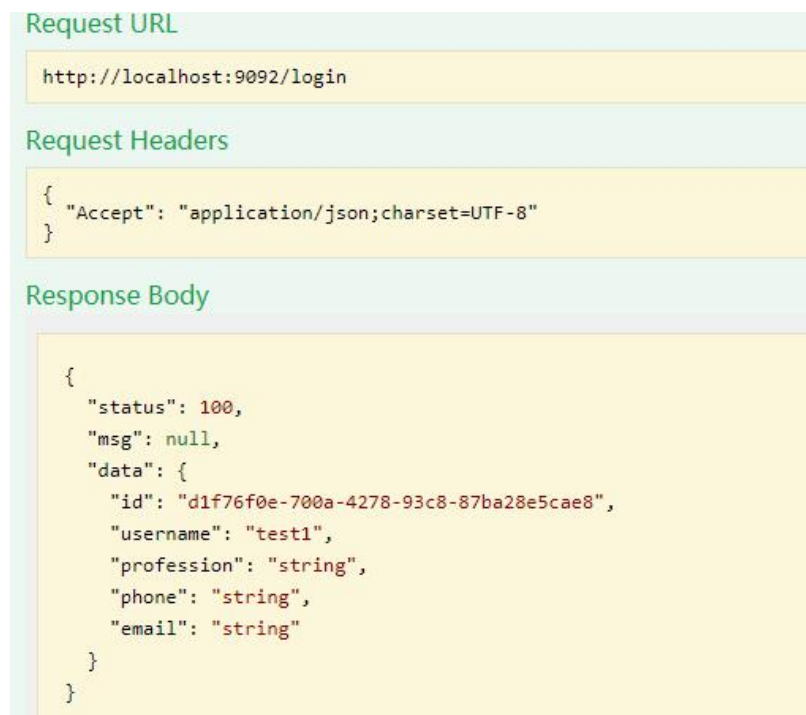 Request URL
http://localhost:9092/login
Request Headers
{
  "Accept": "application/json;charset=UTF-8"
}
Response Body
{
  "status": 100,
  "msg": null,
  "data": {
    "id": "d1f76f0e-700a-4278-93c8-87ba28e5cae8",
    "username": "test1",
    "profession": "string",
    "phone": "string",
    "email": "string"
  }
}